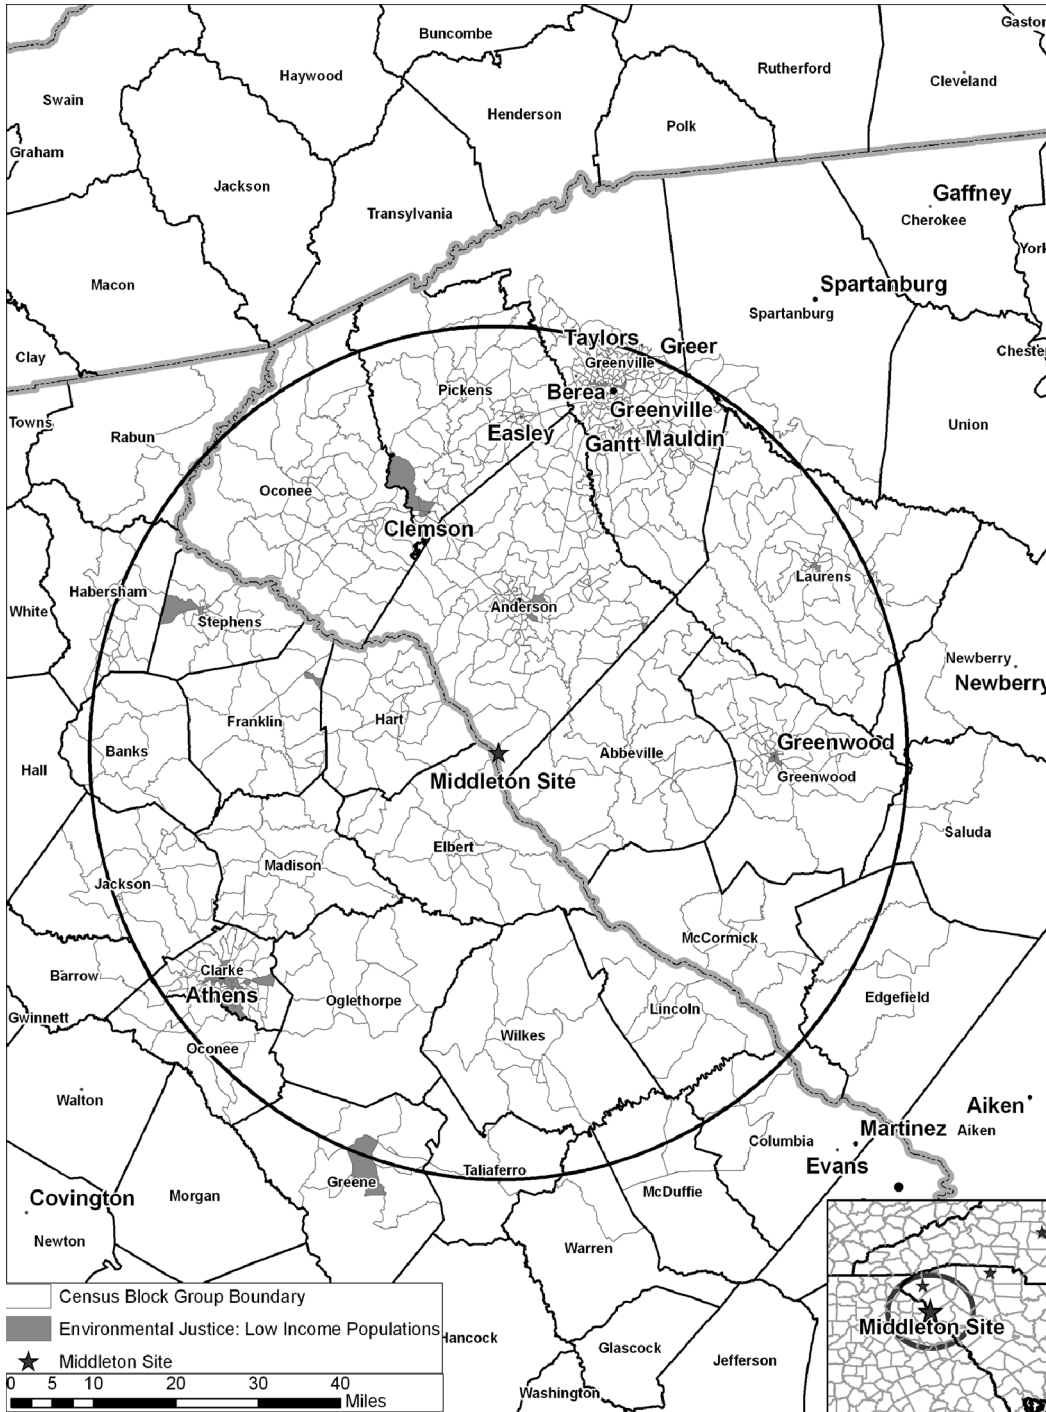 Buncombe
Gaston
Haywood
Rutherford
Cleveland
Swain
Henderson
Polk
Graham
Jackson
Gaffney
Transylvania
Cherokee
York
Macon
Spartanburg
Spartanburg
Clay
Taylors
Greer
Chester
Greenville
Pickens
Berea
Greenville
Towns
Rabun
Easley
Gantt
Mauldin
Union
Oconee
Clemson
Laurens
Habersham
White
Anderson
Stephens
Newberry
Newberry
Franklin
Hart
Banks
Abbeville
Greenwood
Hall
Middleton Site
Greenwood
Saluda
Elbert
Madison
Jackson
McCormick
Clarke
Barrow
Athens
Oglethorpe
Edgefield
Gwinnett
Lincoln
Wilkes
Oconee
Walton
Aiken
Martinez
Aiken
Columbia
Evans
Taliaferro
Greene
Covington
Morgan
McDuffie
Newton
Warren
Census Block Group Boundary
Environmental Justice: Low Income Populations
Middleton Site
0 5 10 20 30 40
Miles
Hancock
Glascock
Jefferson
Washington
Middleton Site